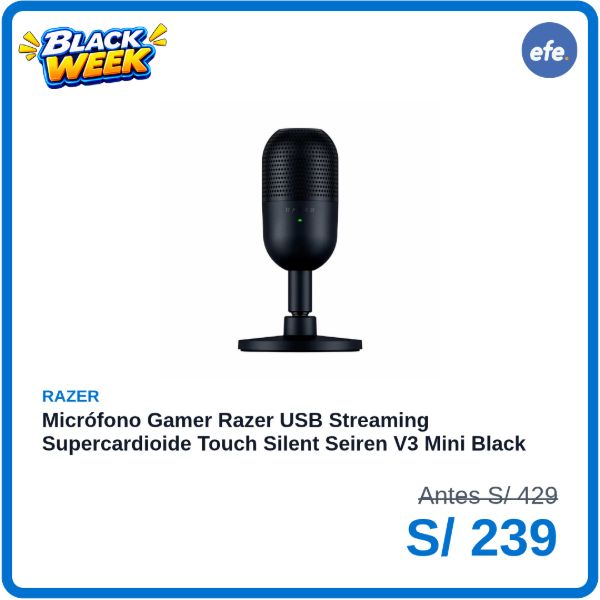 BLACK
WEEK
efe.
RAZER
RAZER
Micrófono Gamer Razer USB Streaming
Supercardioide Touch Silent Seiren V3 Mini Black
Antes S/ 429
S/ 239